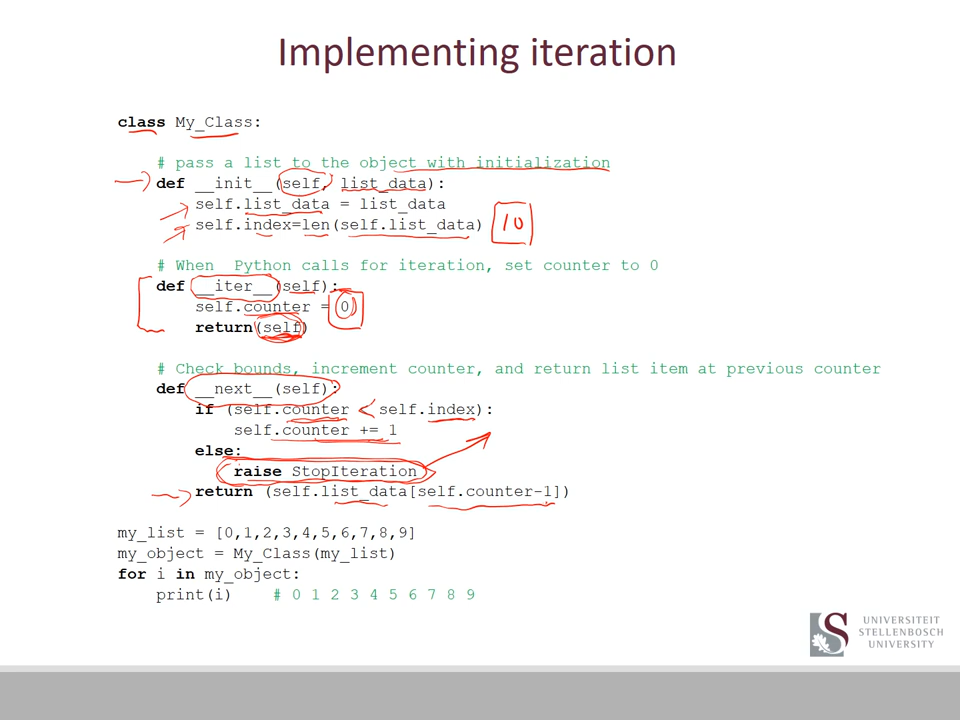 Implementing iteration
class My_Class:
# pass a list to the object with initialization
def __init__(self, list_data):
self.list_data = list_data
self.index=len(self.list_data) 10
# When  Python calls for iteration, set counter to 0
def __iter__(self):
self.counter = 0
return(self)
# Check bounds, increment counter, and return list item at previous counter
def __next__(self):
if (self.counter < self.index):
self.counter += 1
else:
raise StopIteration
return (self.list_data[self.counter-1])
my_list = [0,1,2,3,4,5,6,7,8,9]
my_object = My_Class(my_list)
for i in my_object:
print(i)    # 0 1 2 3 4 5 6 7 8 9
UNIVERSITEIT
STELLENBOSCH
UNIVERSITY